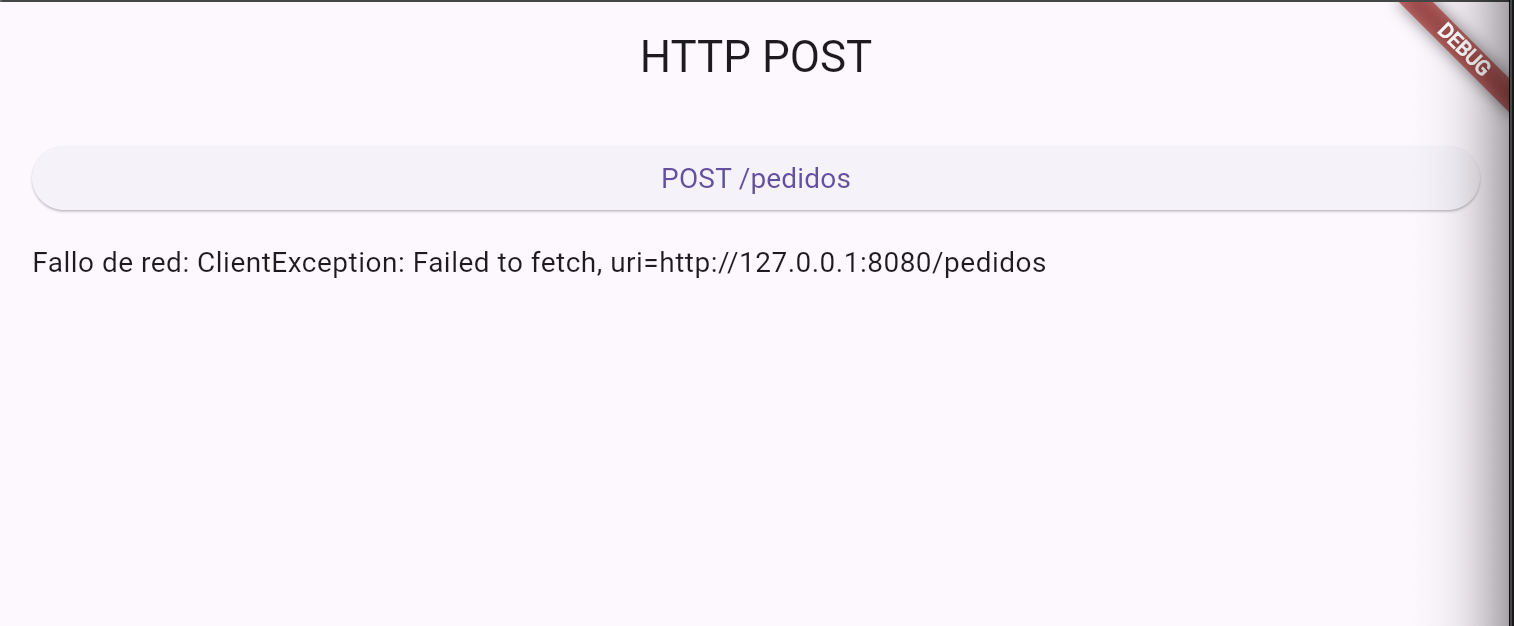 HTTP POST
DEBUG
POST /pedidos
Fallo de red: ClientException: Failed to fetch, uri=http://127.0.0.1:8080/pedidos